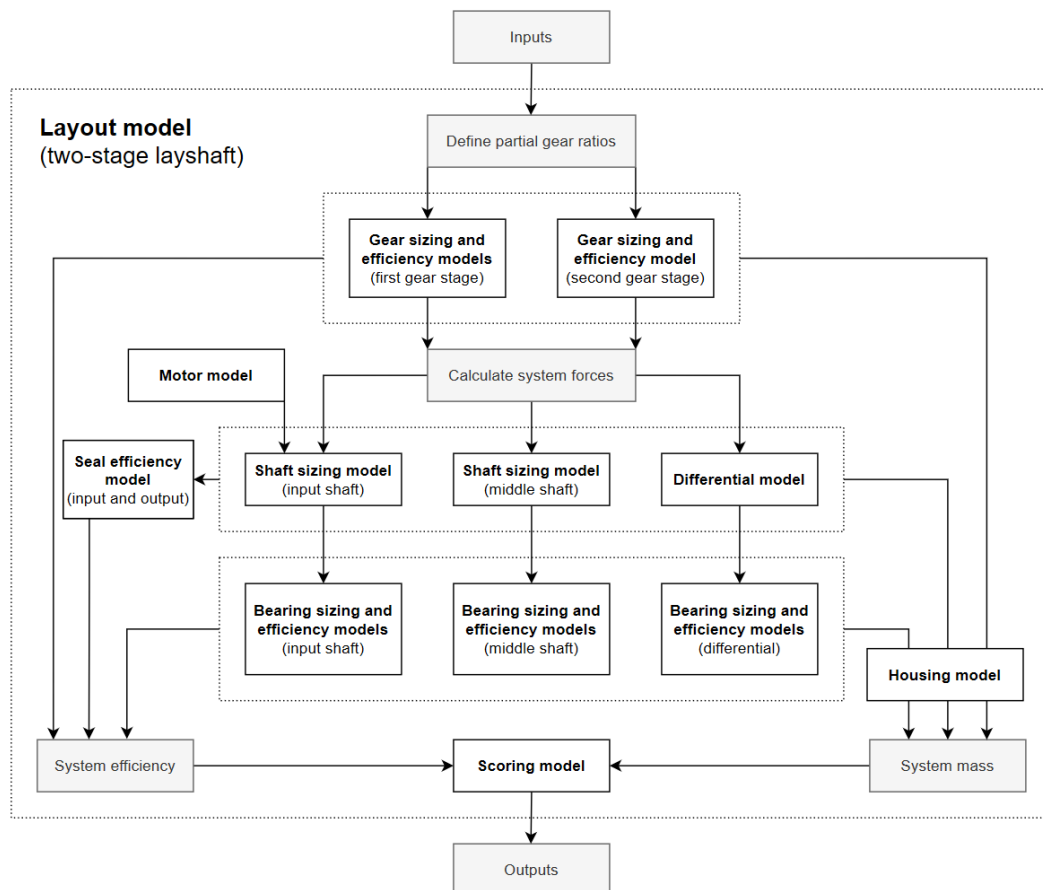 Inputs
Layout model
(two-stage layshaft)
Define partial gear ratios
Gear sizing and
efficiency models
(first gear stage)
Gear sizing and
efficiency model
(second gear stage)
Motor model
Calculate system forces
Seal efficiency
model
(input and output)
Shaft sizing model
(input shaft)
Shaft sizing model
(middle shaft)
Differential model
Bearing sizing and
efficiency models
(input shaft)
Bearing sizing and
efficiency models
(middle shaft)
Bearing sizing and
efficiency models
(differential)
Housing model
System efficiency
Scoring model
System mass
Outputs